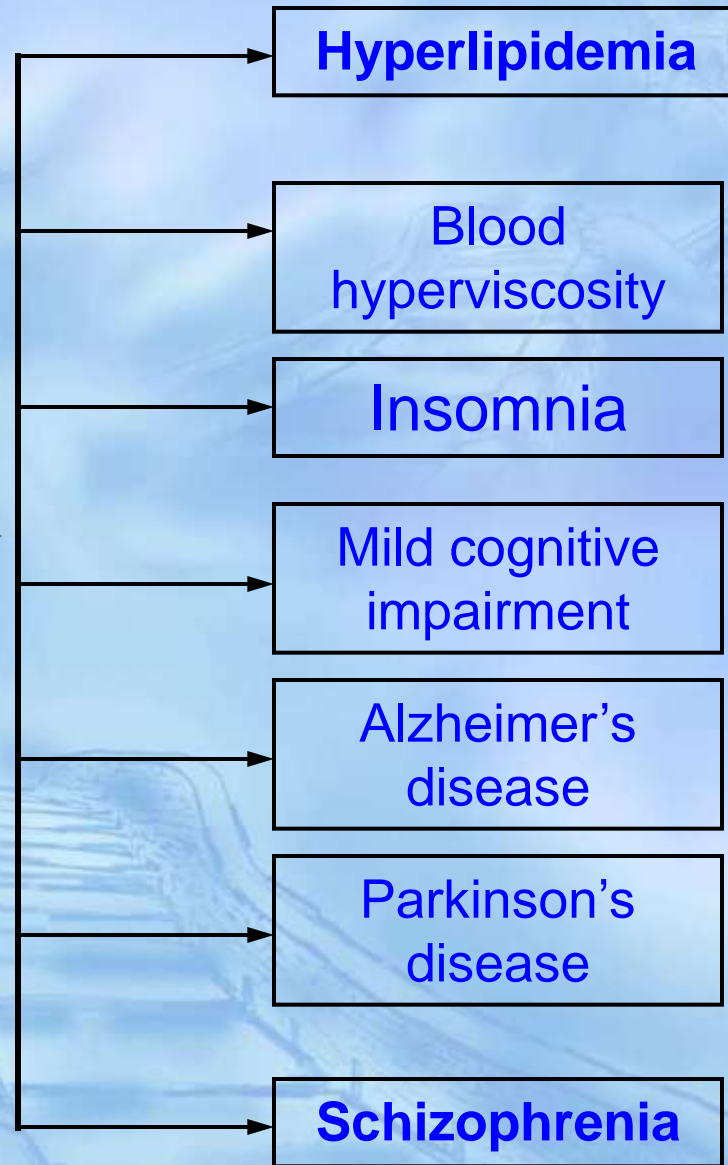 Hyperlipidemia
Blood
hyperviscosity
Insomnia
Mild cognitive
impairment
Alzheimer’s
disease
Parkinson’s
disease
Schizophrenia